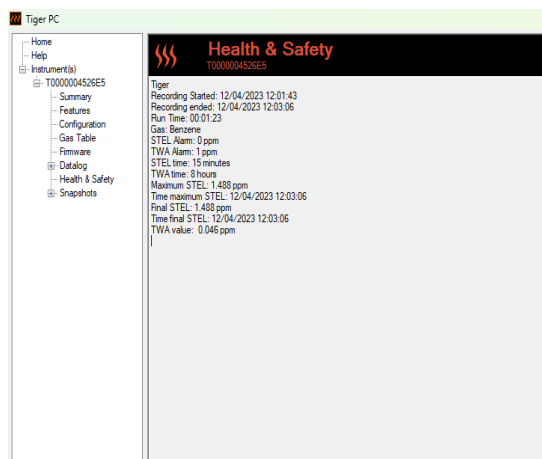 Tiger PC
Home
Help
Instrument(s)
T0000004526E5
Summary
Features
Configuration
Gas Table
Firmware
Datalog
Health & Safety
Snapshots
Health & Safety
T0000004526E5
Tiger
Recording Started: 12/04/2023 12:01:43
Recording ended: 12/04/2023 12:03:06
Run Time: 00:01:23
Gas: Benzene
STEL Alarm: 0 ppm
TWA Alarm: 1 ppm
STEL time: 15 minutes
TWA time: 8 hours
Maximum STEL: 1.488 ppm
Time maximum STEL: 12/04/2023 12:03:06
Final STEL: 1.488 ppm
Time final STEL: 12/04/2023 12:03:06
TWA value: 0.046 ppm